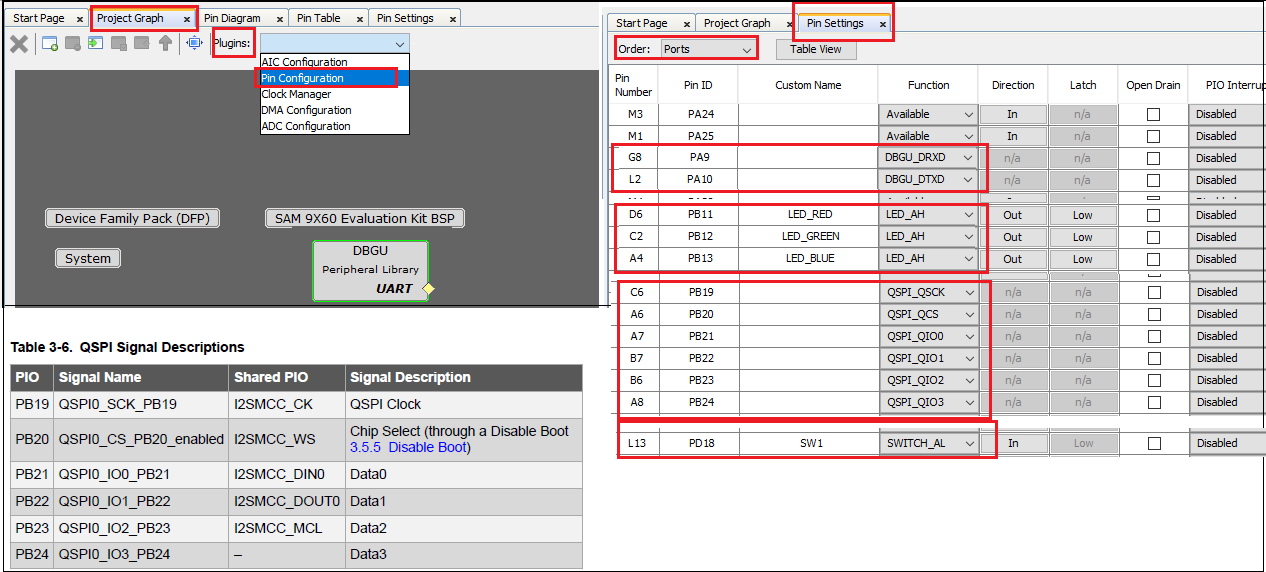 Start Page × Project Graph × Pin Diagram × Pin Table × Pin Settings ×
Plugins:
AIC Configuration
Pin Configuration
Clock Manager
DMA Configuration
ADC Configuration
Device Family Pack (DFP) SAM 9X60 Evaluation Kit BSP
System
DBGU
Peripheral Library
UART
Table 3-6. QSPI Signal Descriptions
PIO Signal Name Shared PIO Signal Description
PB19 QSPI0_SCK_PB19 I2SMCC_CK QSPI Clock
PB20 QSPI0_CS_PB20_enabled I2SMCC_WS Chip Select (through a Disable Boot
3.5.5 Disable Boot)
PB21 QSPI0_IO0_PB21 I2SMCC_DIN0 Data0
PB22 QSPI0_IO1_PB22 I2SMCC_DOUT0 Data1
PB23 QSPI0_IO2_PB23 I2SMCC_MCL Data2
PB24 QSPI0_IO3_PB24 – Data3
Start Page × Project Graph × Pin Settings ×
Order: Ports Table View
Pin Number Pin ID Custom Name Function Direction Latch Open Drain PIO Interrup
M3 PA24 Available In n/a Disabled
M1 PA25 Available In n/a Disabled
G8 PA9 DBGU_DRXD n/a n/a Disabled
L2 PA10 DBGU_DTXD n/a n/a Disabled
D6 PB11 LED_RED LED_AH Out Low Disabled
C2 PB12 LED_GREEN LED_AH Out Low Disabled
A4 PB13 LED_BLUE LED_AH Out Low Disabled
C6 PB19 QSPI_QSCK n/a n/a Disabled
A6 PB20 QSPI_QCS n/a n/a Disabled
A7 PB21 QSPI_QIO0 n/a n/a Disabled
B7 PB22 QSPI_QIO1 n/a n/a Disabled
B6 PB23 QSPI_QIO2 n/a n/a Disabled
A8 PB24 QSPI_QIO3 n/a n/a Disabled
L13 PD18 SW1 SWITCH_AL In Low Disabled